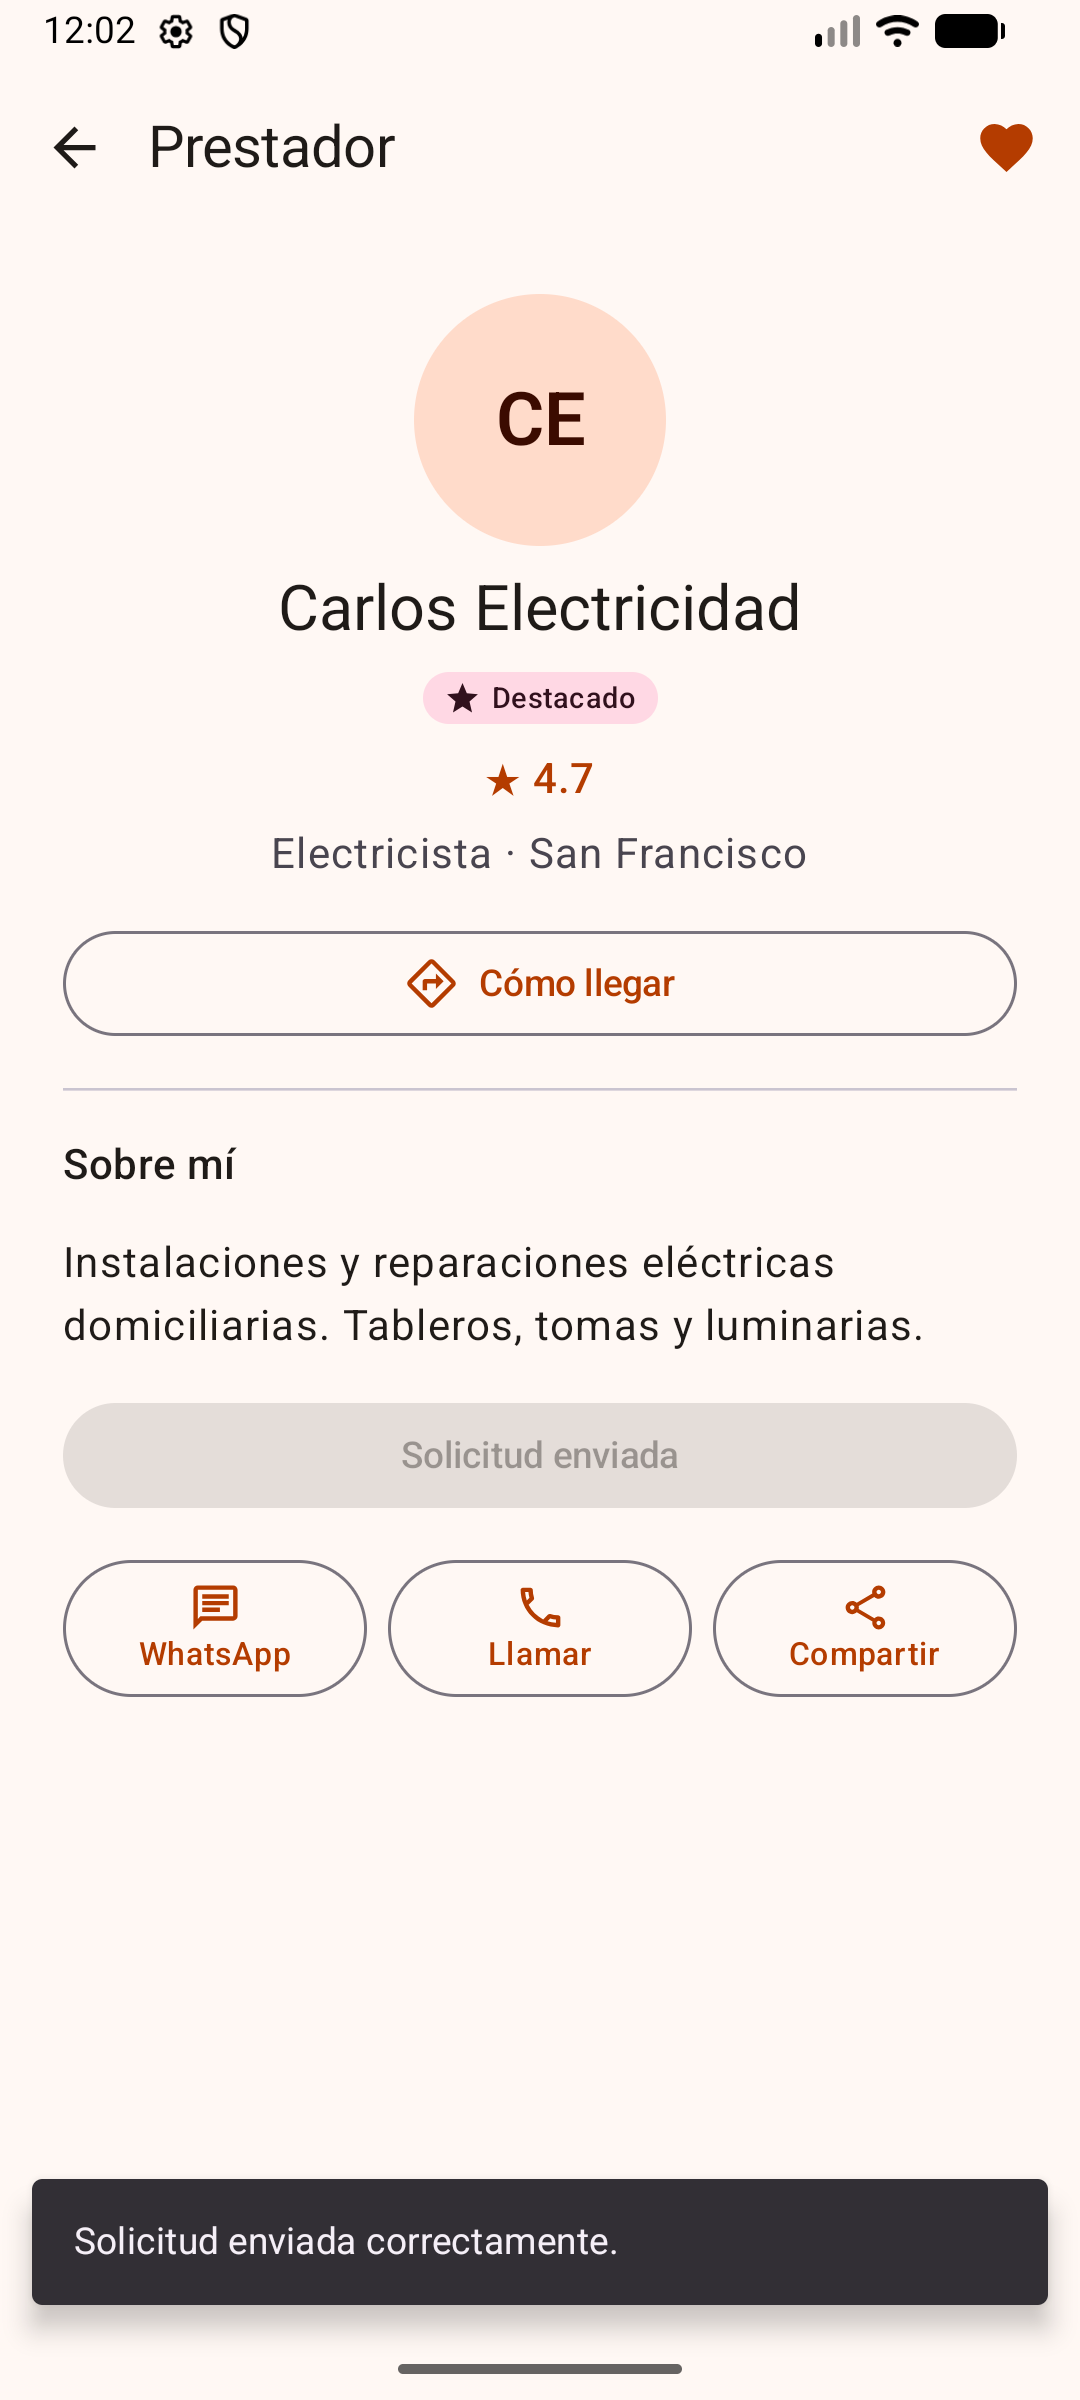 12:02
Prestador
CE
Carlos Electricidad
Destacado
★ 4.7
Electricista · San Francisco
Cómo llegar
Sobre mí
Instalaciones y reparaciones eléctricas
domiciliarias. Tableros, tomas y luminarias.
Solicitud enviada
WhatsApp
Llamar
Compartir
Solicitud enviada correctamente.